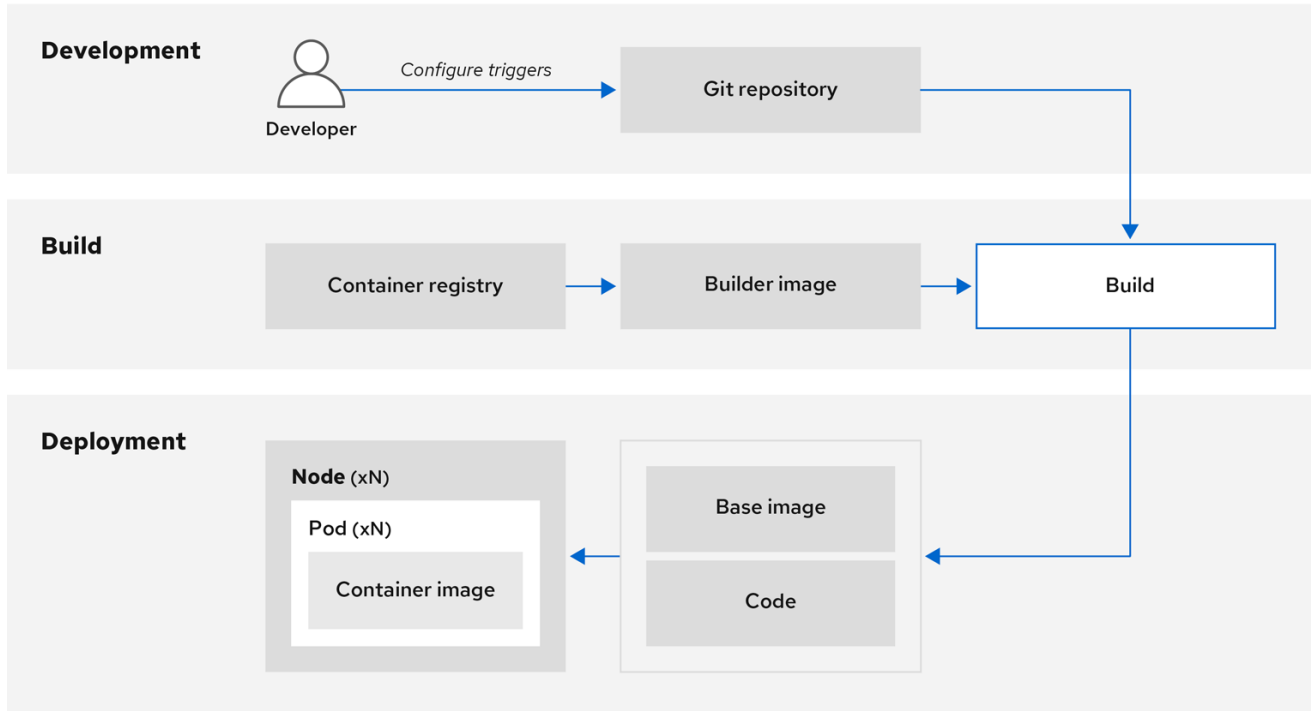 Development
Configure triggers
Developer
Git repository
Build
Container registry
Builder image
Build
Deployment
Node (xN)
Pod (xN)
Container image
Base image
Code